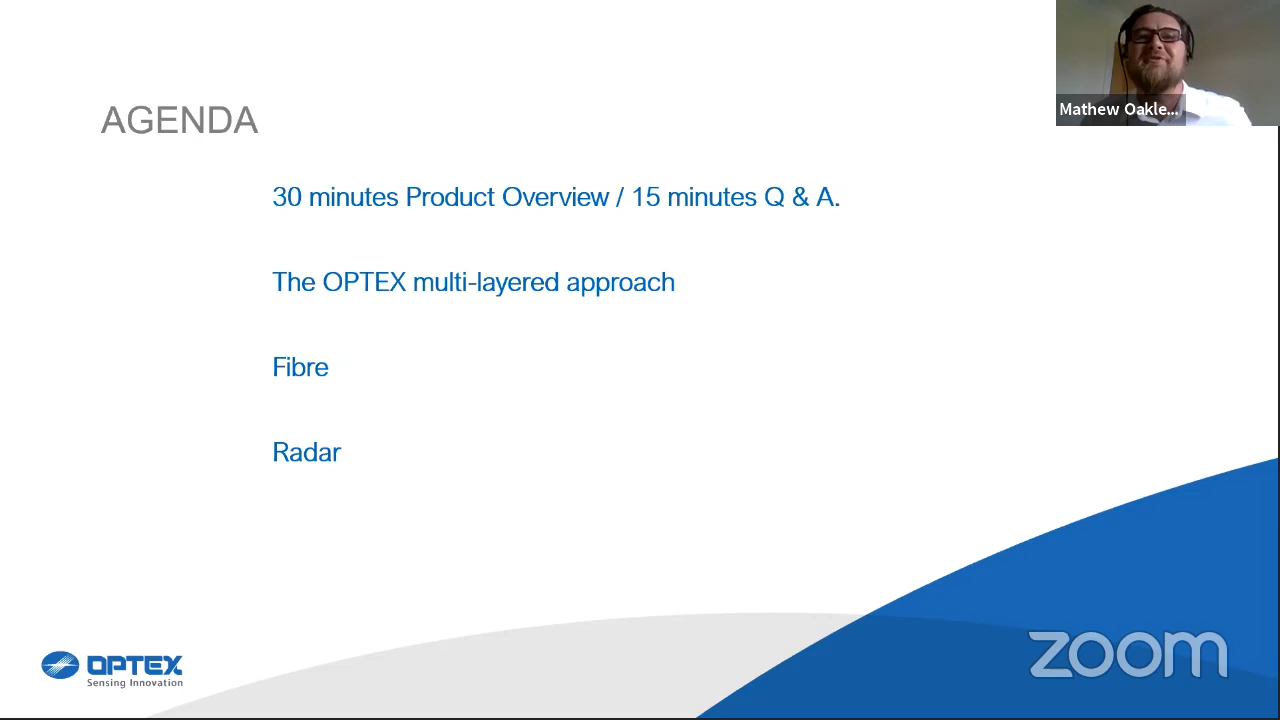 AGENDA
30 minutes Product Overview / 15 minutes Q & A.
The OPTEX multi-layered approach
Fibre
Radar
Mathew Oakle...
OPTEX
Sensing Innovation
zoom